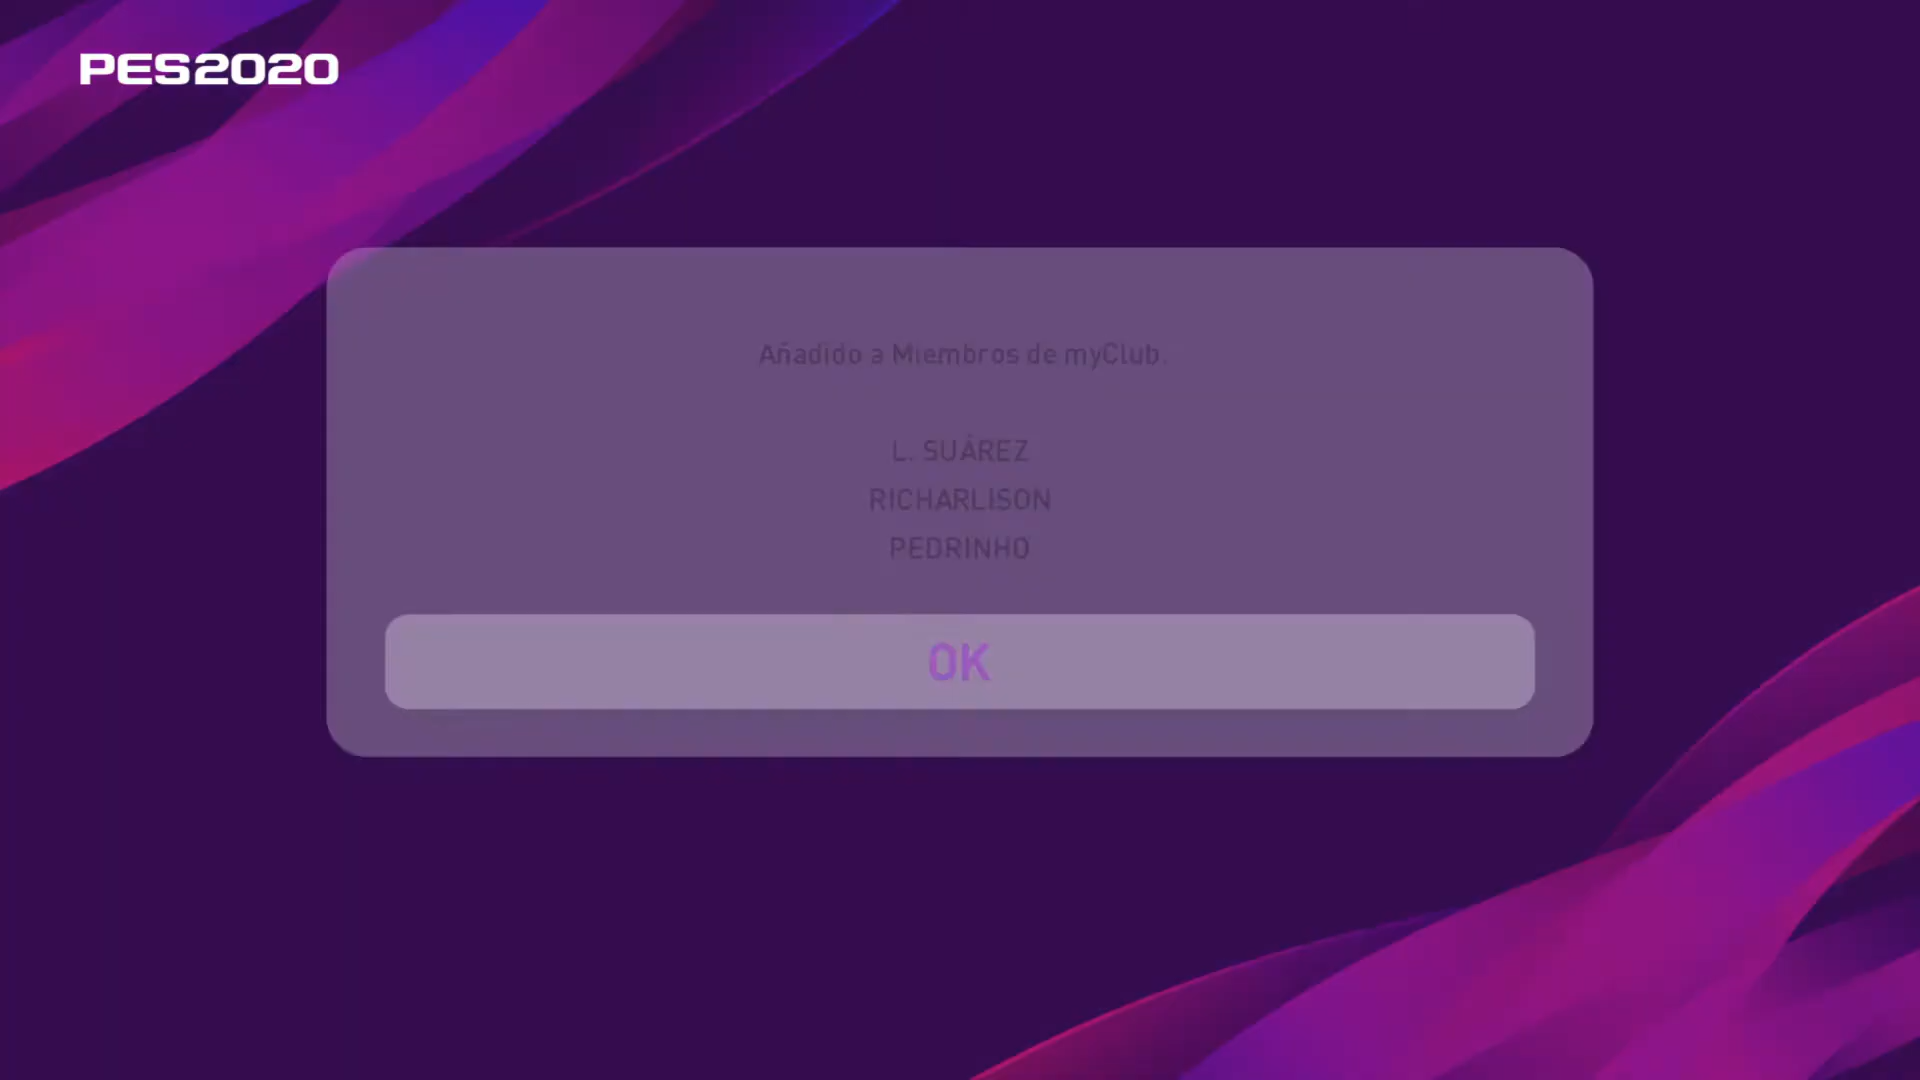 PES2020
Añadido a Miembros de myClub.
L. SUÁREZ
RICHARLISON
PEDRINHO
OK